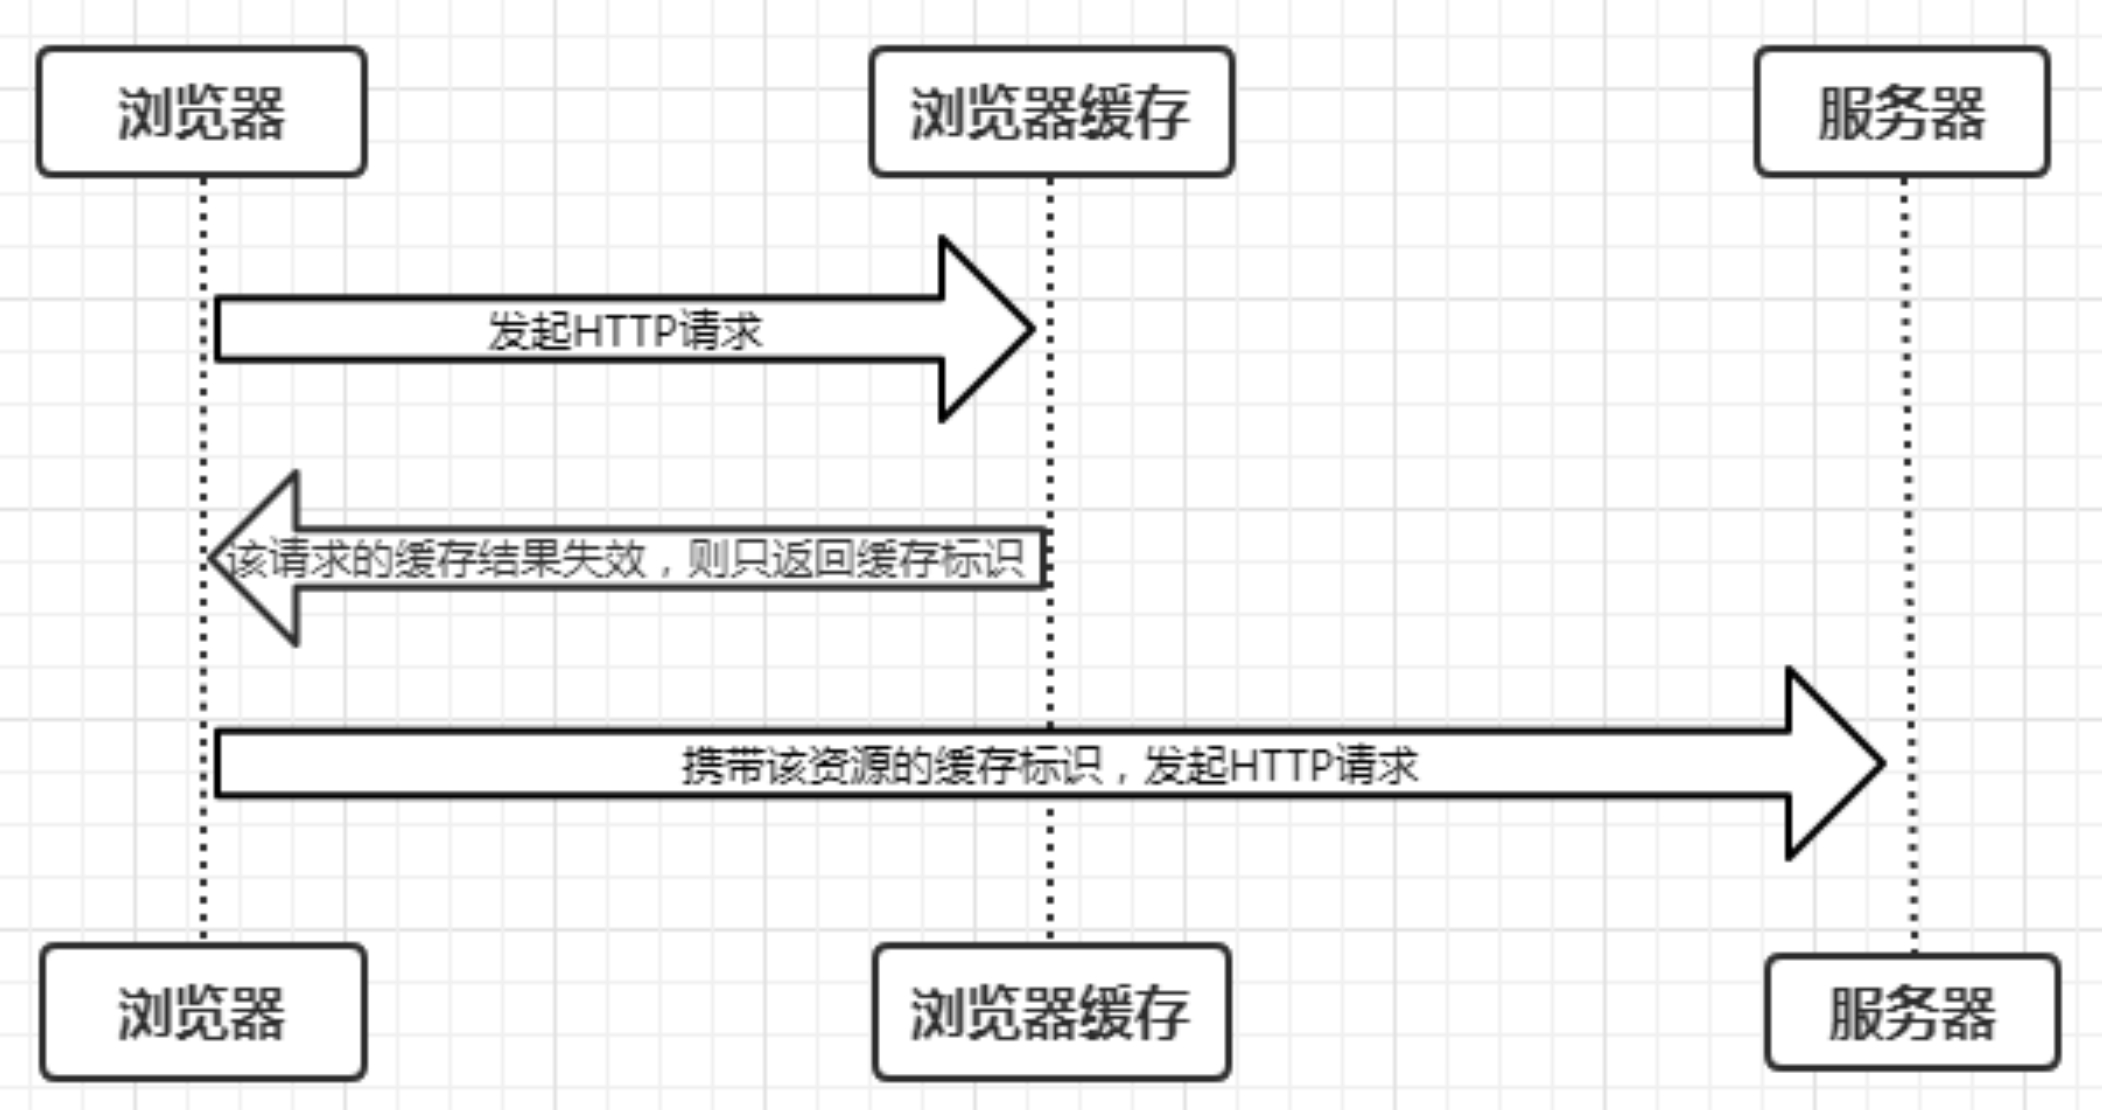 浏览器
浏览器缓存
服务器
发起HTTP请求
该请求的缓存结果失效，则只返回缓存标识
携带该资源的缓存标识，发起HTTP请求
浏览器
浏览器缓存
服务器